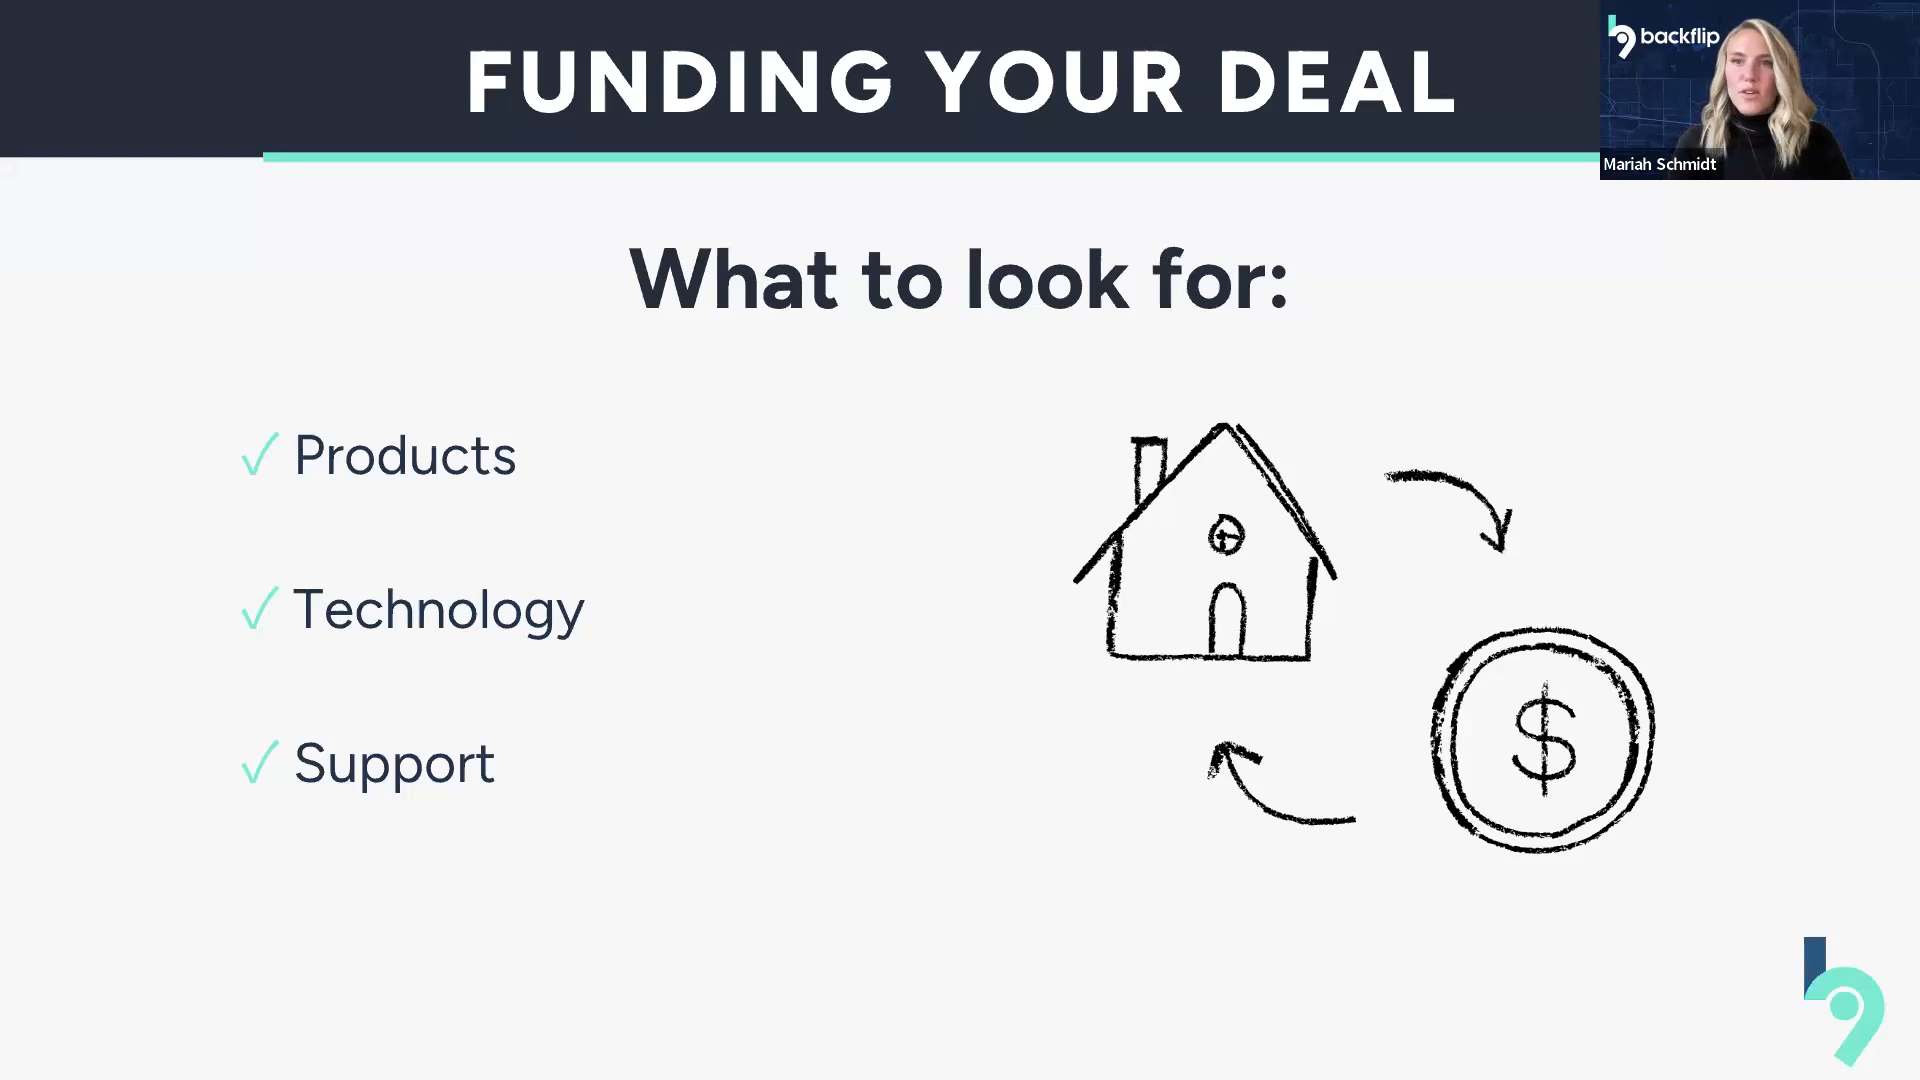 FUNDING YOUR DEAL
backflip
Mariah Schmidt
What to look for:
✓ Products
✓ Technology
✓ Support
$